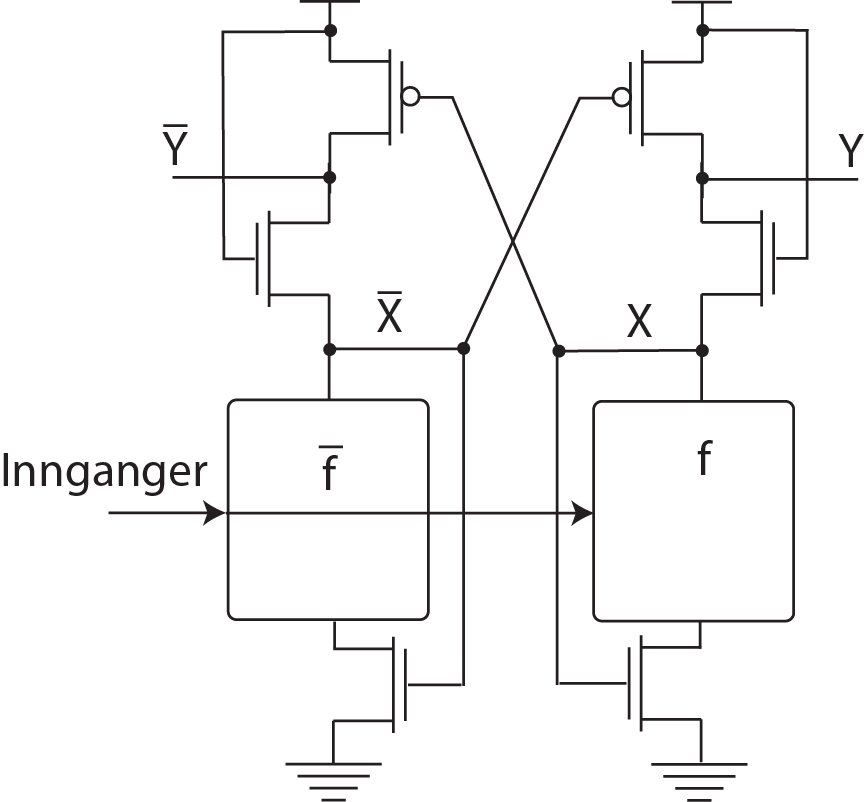 Y̅ Y
X̅ X
f̅ f
Innganger